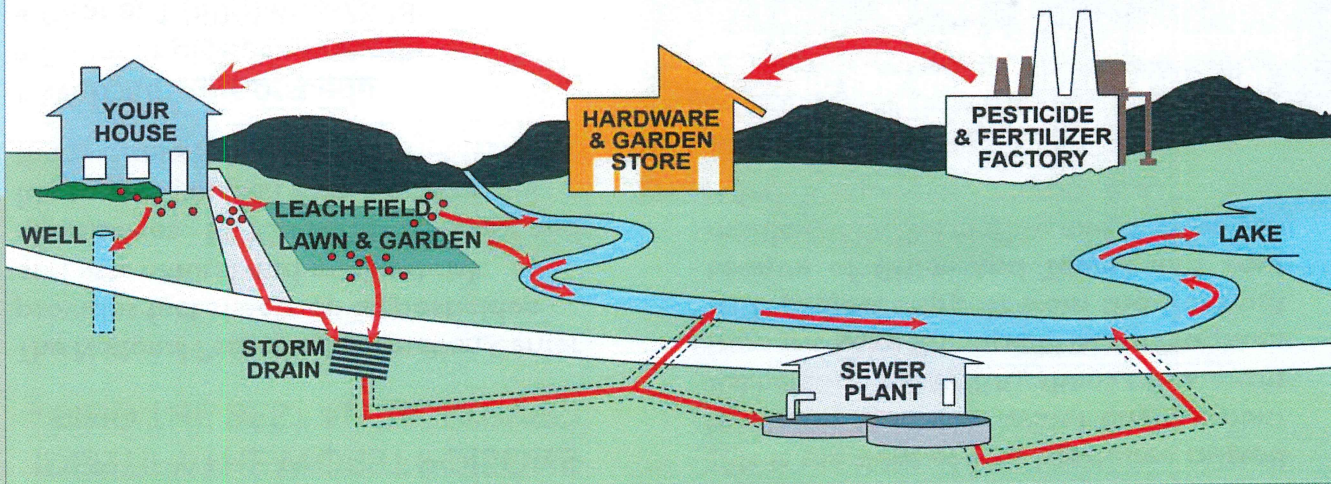 YOUR
HOUSE
HARDWARE
& GARDEN
STORE
PESTICIDE
& FERTILIZER
FACTORY
WELL
LEACH FIELD
LAWN & GARDEN
LAKE
STORM
DRAIN
SEWER
PLANT